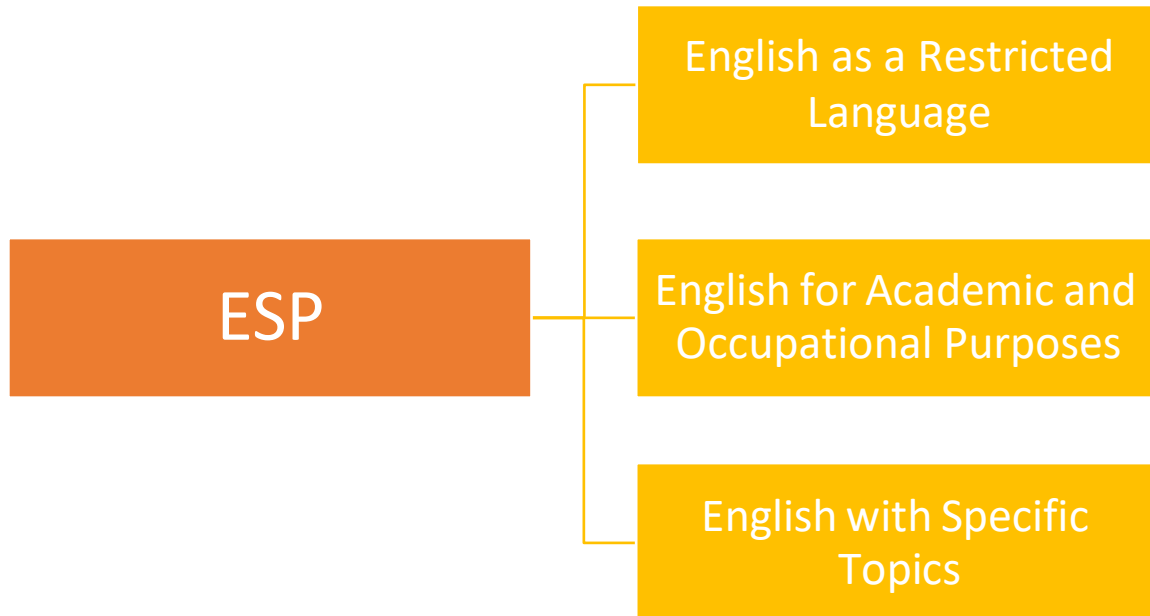 English as a Restricted
Language
ESP
English for Academic and
Occupational Purposes
English with Specific
Topics